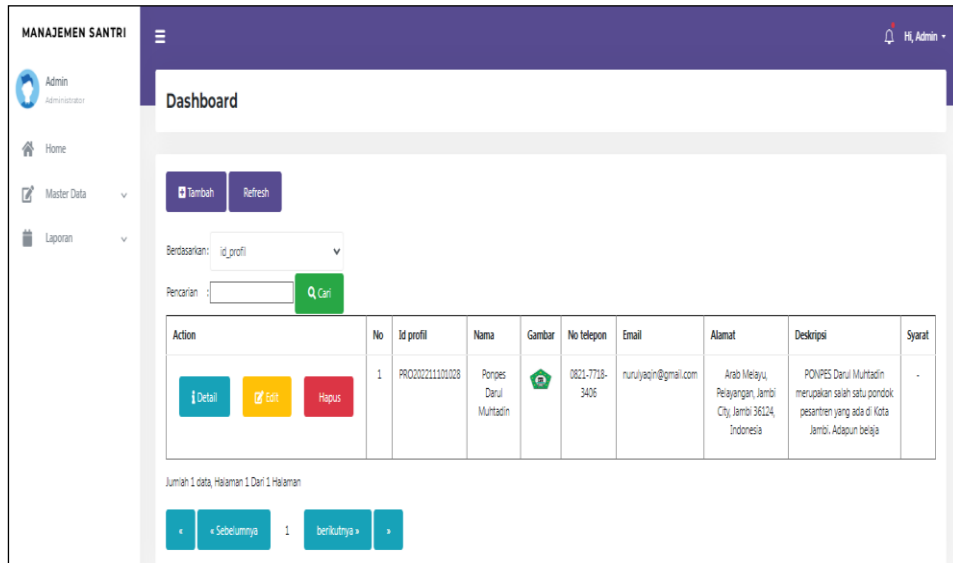 MANAJEMEN SANTRI
Hi, Admin
Admin
Administrator
Dashboard
Home
Master Data
Laporan
Tambah
Refresh
Berdasarkan : id_profil
Pencarian :
Cari
Action No Id profil Nama Gambar No telepon Email Alamat Deskripsi Syarat
Detail Edit Hapus 1 PRO202211101028 Ponpes 0821-7718- nurulyaqin@gmail.com Arab Melayu, PONPES Darul Muhtadin -
Darul 3406 Pelayangan, Jambi merupakan salah satu pondok
Muhtadin City, Jambi 36124, pesantren yang ada di Kota
Indonesia Jambi. Adapun belaja
Jumlah 1 data, Halaman 1 Dari 1 Halaman
« « Sebelumnya 1 berikutnya » »